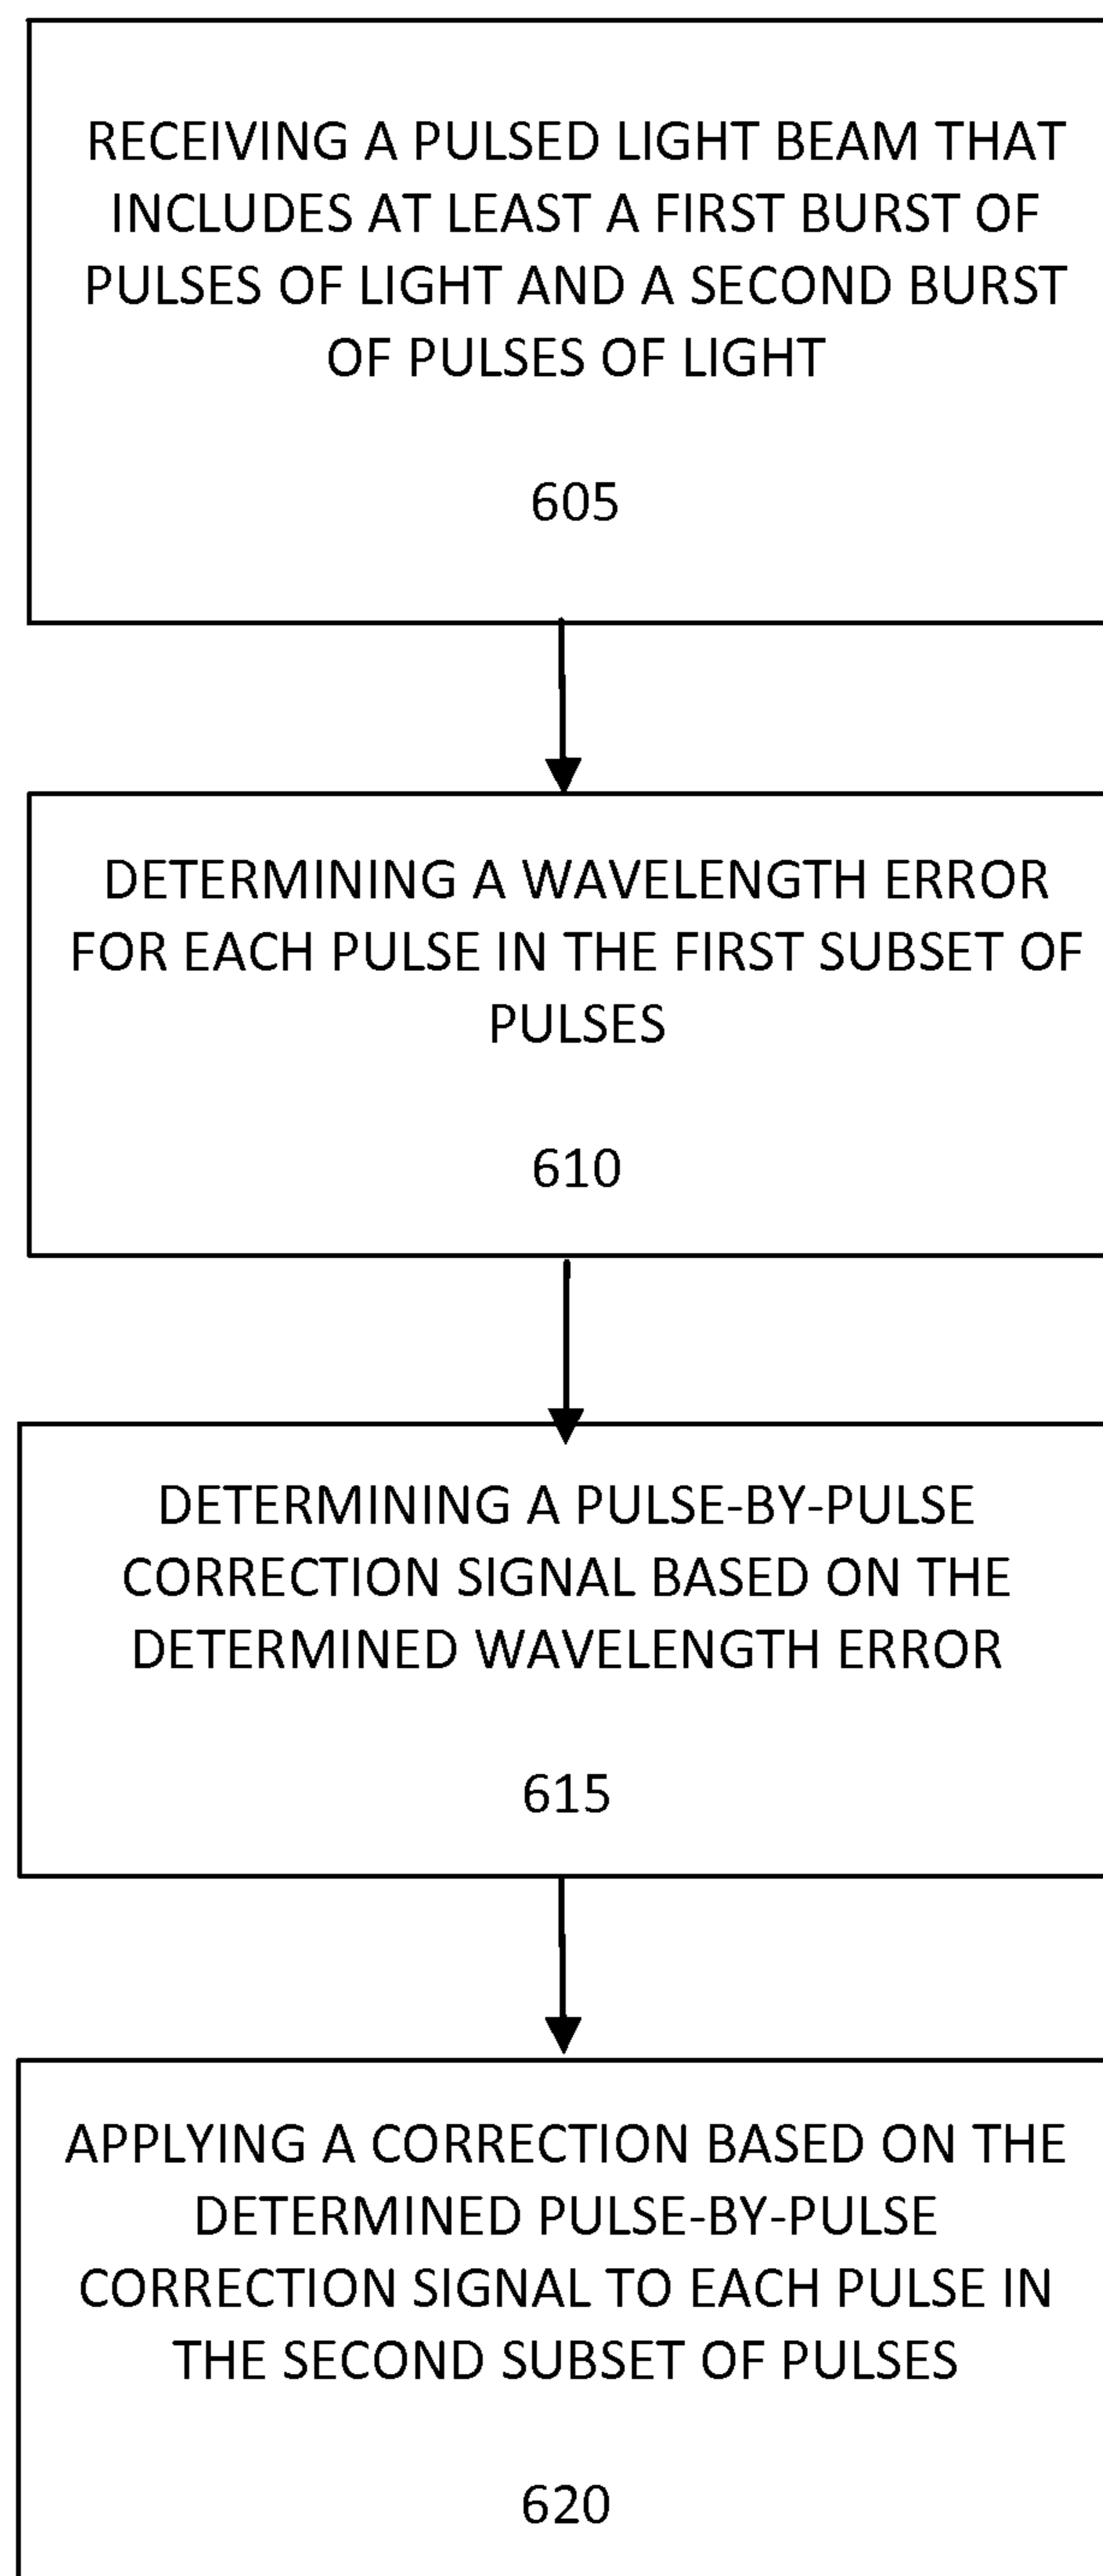 RECEIVING A PULSED LIGHT BEAM THAT
INCLUDES AT LEAST A FIRST BURST OF
PULSES OF LIGHT AND A SECOND BURST
OF PULSES OF LIGHT
605
DETERMINING A WAVELENGTH ERROR
FOR EACH PULSE IN THE FIRST SUBSET OF
PULSES
610
DETERMINING A PULSE-BY-PULSE
CORRECTION SIGNAL BASED ON THE
DETERMINED WAVELENGTH ERROR
615
APPLYING A CORRECTION BASED ON THE
DETERMINED PULSE-BY-PULSE
CORRECTION SIGNAL TO EACH PULSE IN
THE SECOND SUBSET OF PULSES
620